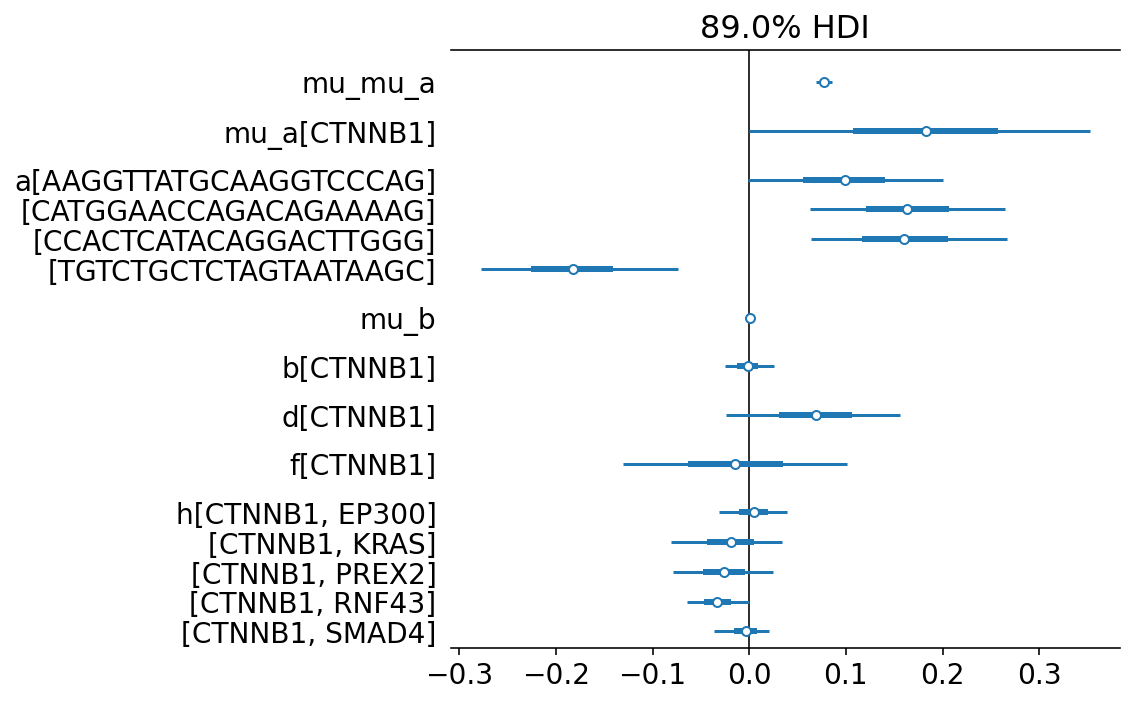 89.0% HDI
mu_mu_a
mu_a[CTNNB1]
a[AAGGTTATGCAAGGTCCCAG]
[CATGGAACCAGACAGAAAAG]
[CCACTCATACAGGACTTGGG]
[TGTCTGCTCTAGTAATAAGC]
mu_b
b[CTNNB1]
d[CTNNB1]
f[CTNNB1]
h[CTNNB1, EP300]
[CTNNB1, KRAS]
[CTNNB1, PREX2]
[CTNNB1, RNF43]
[CTNNB1, SMAD4]
−0.3 −0.2 −0.1 0.0 0.1 0.2 0.3